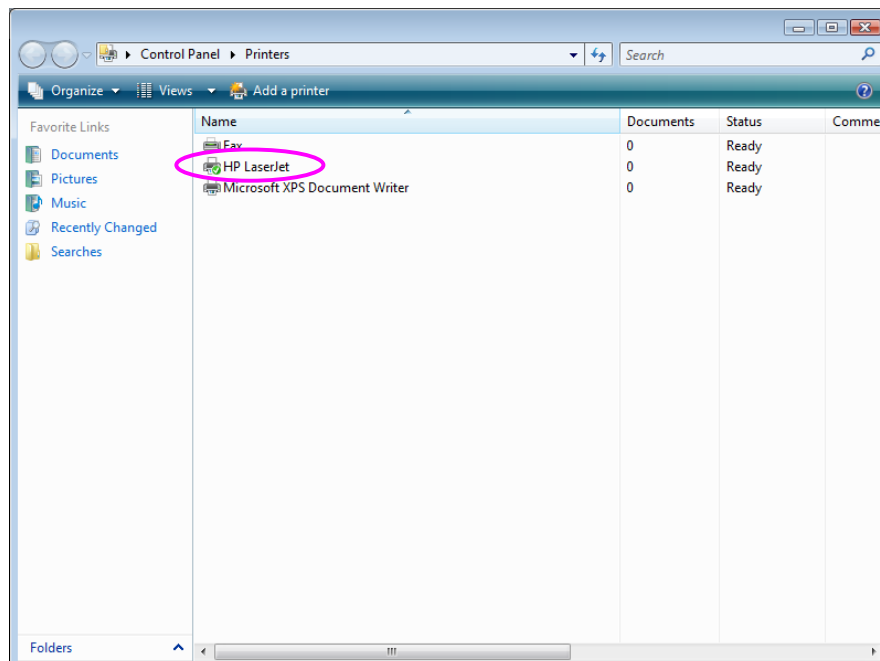 Control Panel Printers Search
Organize Views Add a printer
Favorite Links
Documents
Pictures
Music
Recently Changed
Searches
Folders
Name Documents Status Comme
Fax 0 Ready
HP LaserJet 0 Ready
Microsoft XPS Document Writer 0 Ready